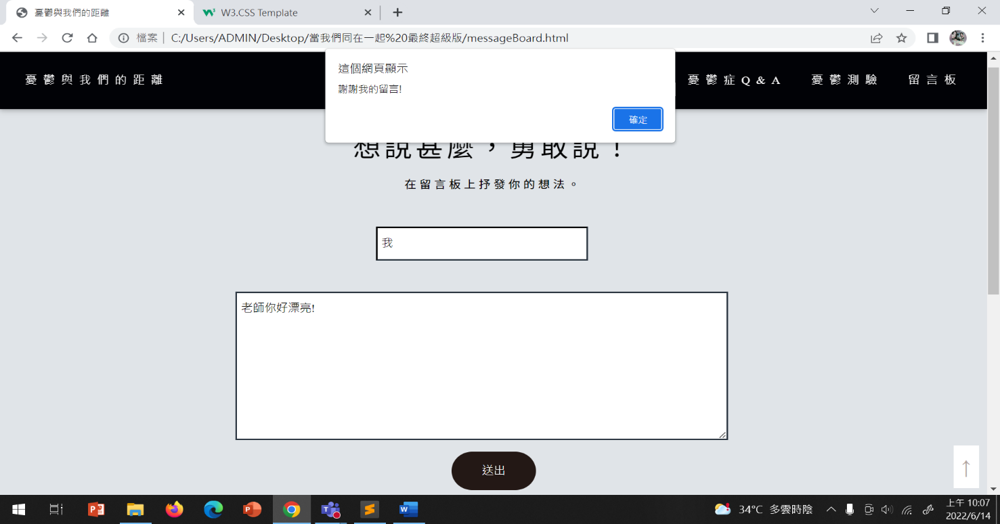 憂鬱與我們的距離
W3.CSS Template
檔案
C:/Users/ADMIN/Desktop/當我們同在一起%20最終超級版/messageBoard.html
這個網頁顯示
謝謝我的留言!
確定
憂鬱與我們的距離
憂鬱症Q&A
憂鬱測驗
留言板
想說甚麼，勇敢說！
在留言板上抒發你的想法。
我
老師你好漂亮!
送出
↑
34°C 多雲時陰
上午 10:07
2022/6/14